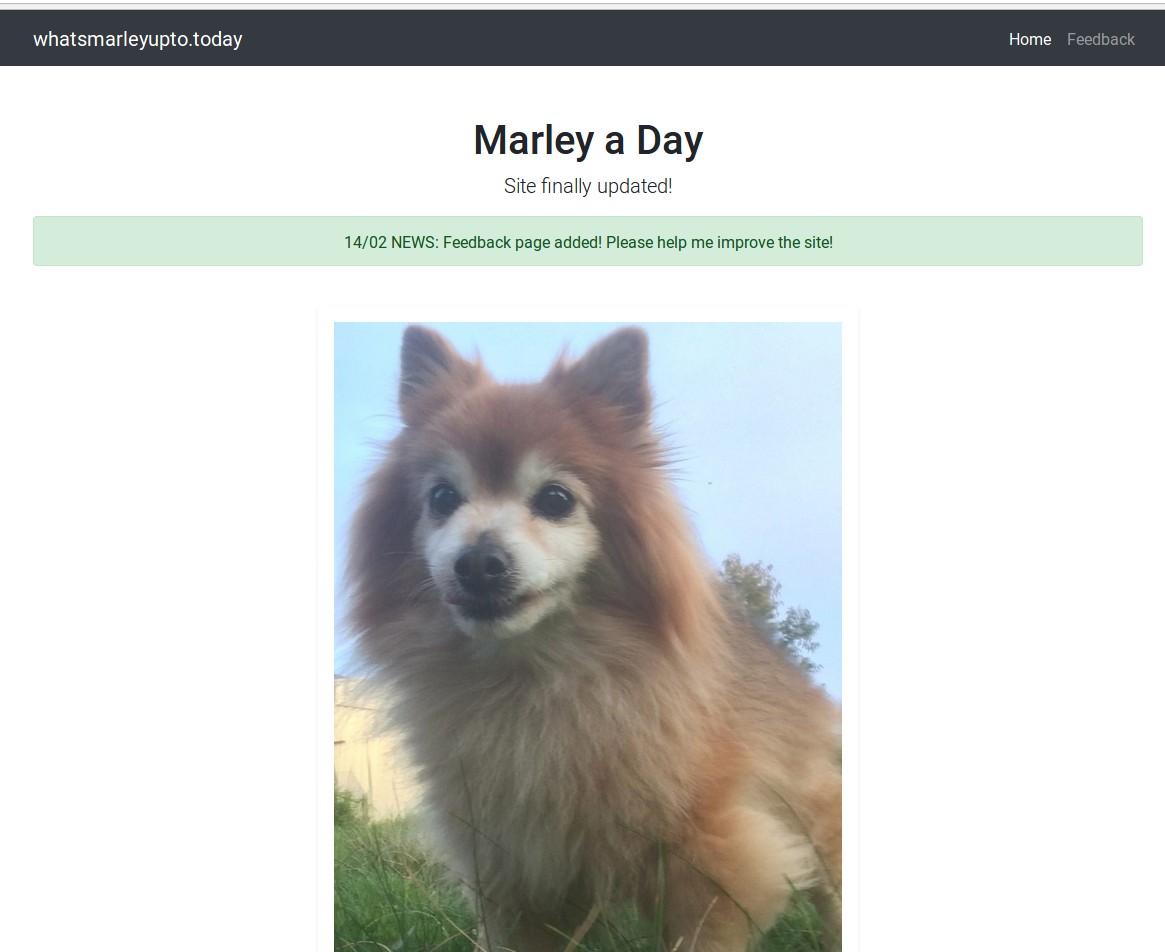 whatsmarleyupto.today
Home Feedback
Marley a Day
Site finally updated!
14/02 NEWS: Feedback page added! Please help me improve the site!